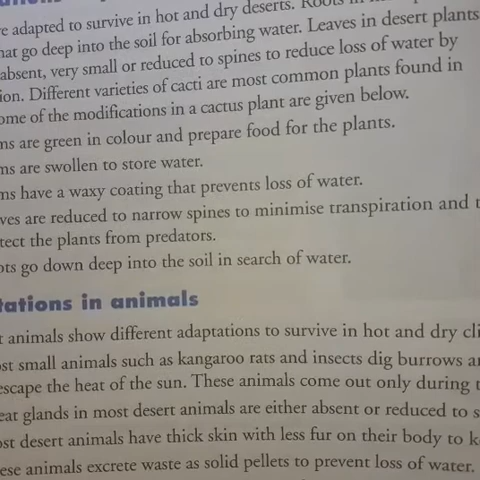 re adapted to survive in hot and dry deserts. Roots in
hat go deep into the soil for absorbing water. Leaves in desert plants
absent, very small or reduced to spines to reduce loss of water by
ion. Different varieties of cacti are most common plants found in
ome of the modifications in a cactus plant are given below.
ms are green in colour and prepare food for the plants.
ms are swollen to store water.
ms have a waxy coating that prevents loss of water.
ves are reduced to narrow spines to minimise transpiration and
tect the plants from predators.
ots go down deep into the soil in search of water.
tations in animals
t animals show different adaptations to survive in hot and dry cli
ost small animals such as kangaroo rats and insects dig burrows a
escape the heat of the sun. These animals come out only during
eat glands in most desert animals are either absent or reduced to s
ost desert animals have thick skin with less fur on their body to k
ese animals excrete waste as solid pellets to prevent loss of water.